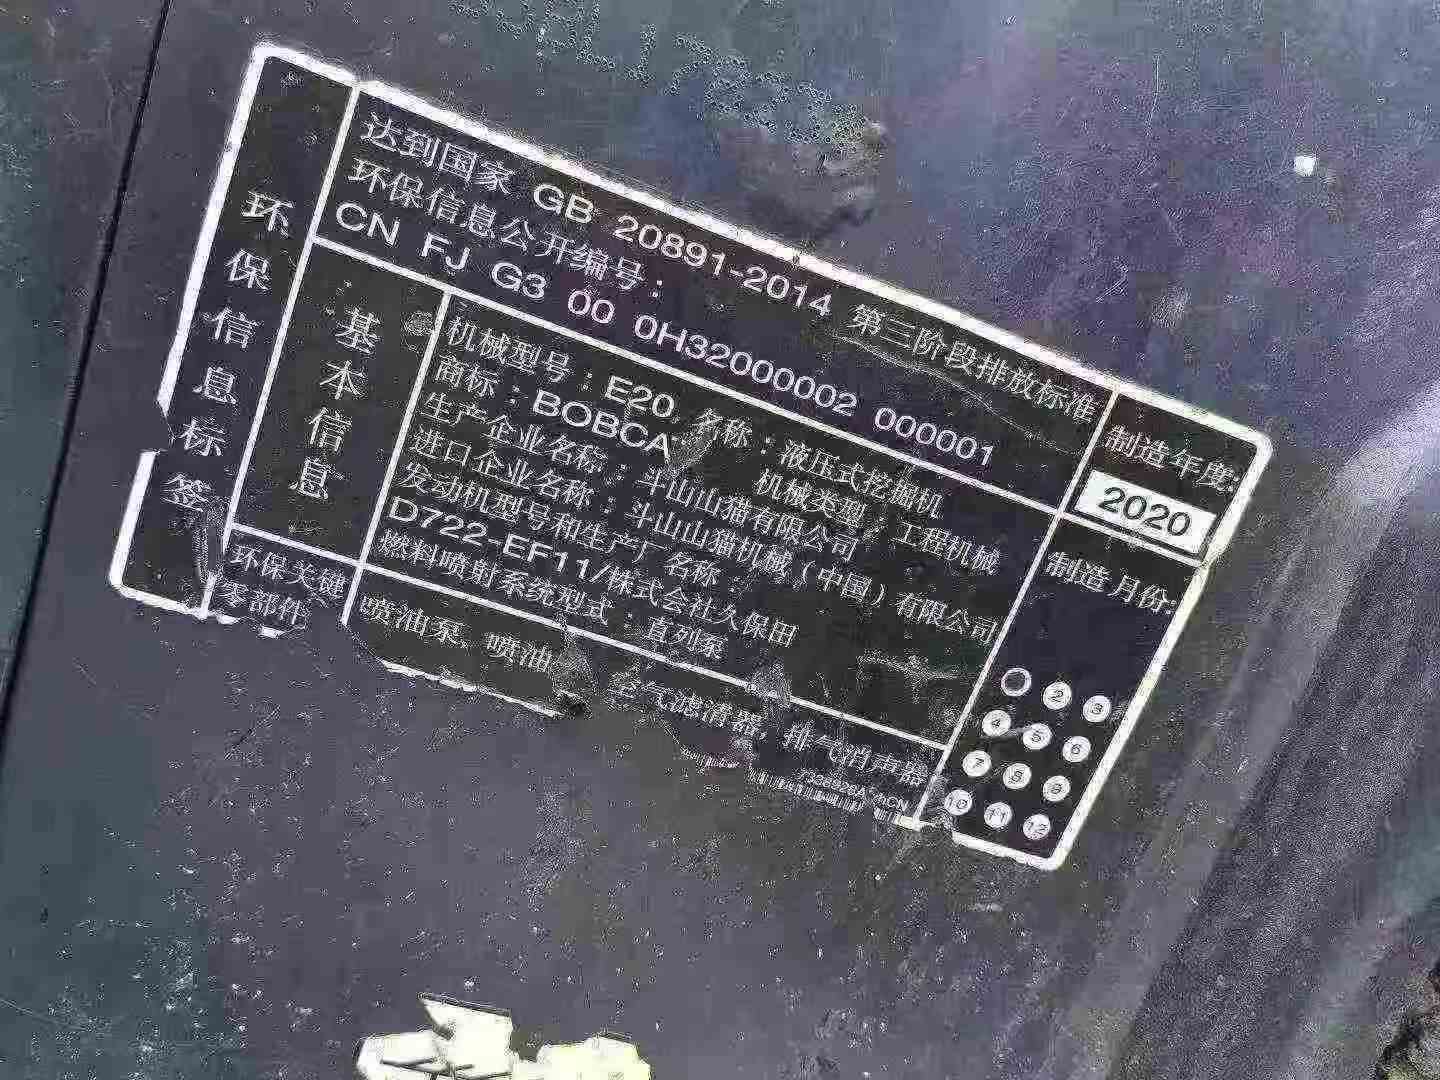 环保信息标签
达到国家 GB 20891-2014 第三阶段排放标准
环保信息公开编号：
CN FJ G3 00 0H32000002 000001
基本信息
机械型号：E20 名称：液压式挖掘机
商标：BOBCAT 机械类型：工程机械
生产企业名称：斗山山猫有限公司
进口企业名称：斗山山猫机械（中国）有限公司
发动机型号和生产厂名称：
D722-EF11/株式会社久保田
燃料喷射系统型式：直列泵
环保关键
零部件
喷油泵, 喷油 空气滤清器, 排气消声器
制造年度:
2020
制造月份:
2 3
4 5 6
7 8 9
10 11 12